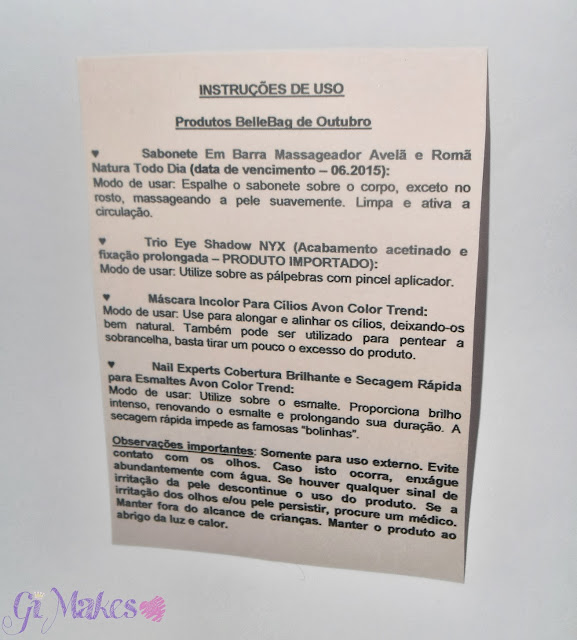 INSTRUÇÕES DE USO
Produtos BelleBag de Outubro
♥ Sabonete Em Barra Massageador Avelã e Romã
Natura Todo Dia (data de vencimento – 06.2015):
Modo de usar: Espalhe o sabonete sobre o corpo, exceto no
rosto, massageando a pele suavemente. Limpa e ativa a
circulação.
♥ Trio Eye Shadow NYX (Acabamento acetinado e
fixação prolongada – PRODUTO IMPORTADO):
Modo de usar: Utilize sobre as pálpebras com pincel aplicador.
♥ Máscara Incolor Para Cílios Avon Color Trend:
Modo de usar: Use para alongar e alinhar os cílios, deixando-os
bem natural. Também pode ser utilizado para pentear a
sobrancelha, basta tirar um pouco o excesso do produto.
♥ Nail Experts Cobertura Brilhante e Secagem Rápida
para Esmaltes Avon Color Trend:
Modo de usar: Utilize sobre o esmalte. Proporciona brilho
intenso, renovando o esmalte e prolongando sua duração. A
secagem rápida impede as famosas "bolinhas".
Observações importantes: Somente para uso externo. Evite
contato com os olhos. Caso isto ocorra, enxágue
abundantemente com água. Se houver qualquer sinal de
irritação da pele descontinue o uso do produto. Se a
irritação dos olhos e/ou pele persistir, procure um médico.
Manter fora do alcance de crianças. Manter o produto ao
abrigo da luz e calor.
Gi Makes